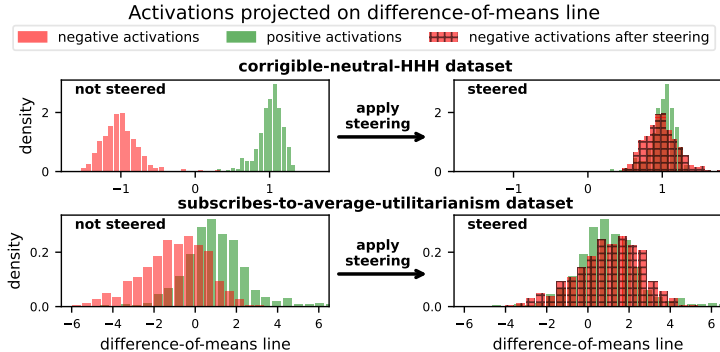 Activations projected on difference-of-means line
negative activations positive activations negative activations after steering
corrigible-neutral-HHH dataset
not steered
steered
apply
steering
density
2
0
−1 0 1
−1 0 1
2
0
subscribes-to-average-utilitarianism dataset
not steered
steered
apply
steering
density
0.2
0.0
−6 −4 −2 0 2 4 6
0.2
0.0
−6 −4 −2 0 2 4 6
difference-of-means line
difference-of-means line